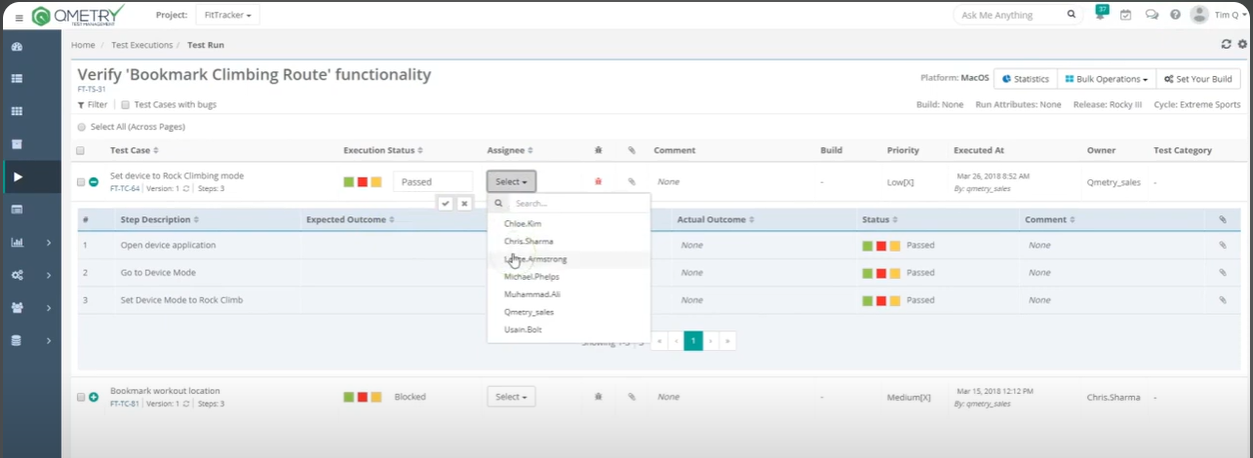 QMETRY
TEST MANAGEMENT
Project: FitTracker
Ask Me Anything
37
Tim Q
Home / Test Executions / Test Run
Verify 'Bookmark Climbing Route' functionality
FT-TS-31
Platform: MacOS
Statistics
Bulk Operations
Set Your Build
Filter
Test Cases with bugs
Build: None Run Attributes: None Release: Rocky III Cycle: Extreme Sports
Select All (Across Pages)
Test Case Execution Status Assignee Comment Build Priority Executed At Owner Test Category
Set device to Rock Climbing mode
FT-TC-64 Version: 1 Steps: 3
Passed
Select
None - Low[X]
Mar 26, 2018 8:52 AM
By: qmetry_sales
Qmetry_sales -
Search...
Chloe.Kim
Chris.Sharma
Armstrong
Michael.Phelps
Muhammad.Ali
Qmetry_sales
Usain.Bolt
# Step Description Expected Outcome Actual Outcome Status Comment
1 Open device application None Passed None
2 Go to Device Mode None Passed None
3 Set Device Mode to Rock Climb None Passed None
« ‹ 1 › »
Bookmark workout location
FT-TC-81 Version: 1 Steps: 3
Blocked
Select
None - Medium[X]
Mar 15, 2018 12:12 PM
By: qmetry_sales
Chris.Sharma -